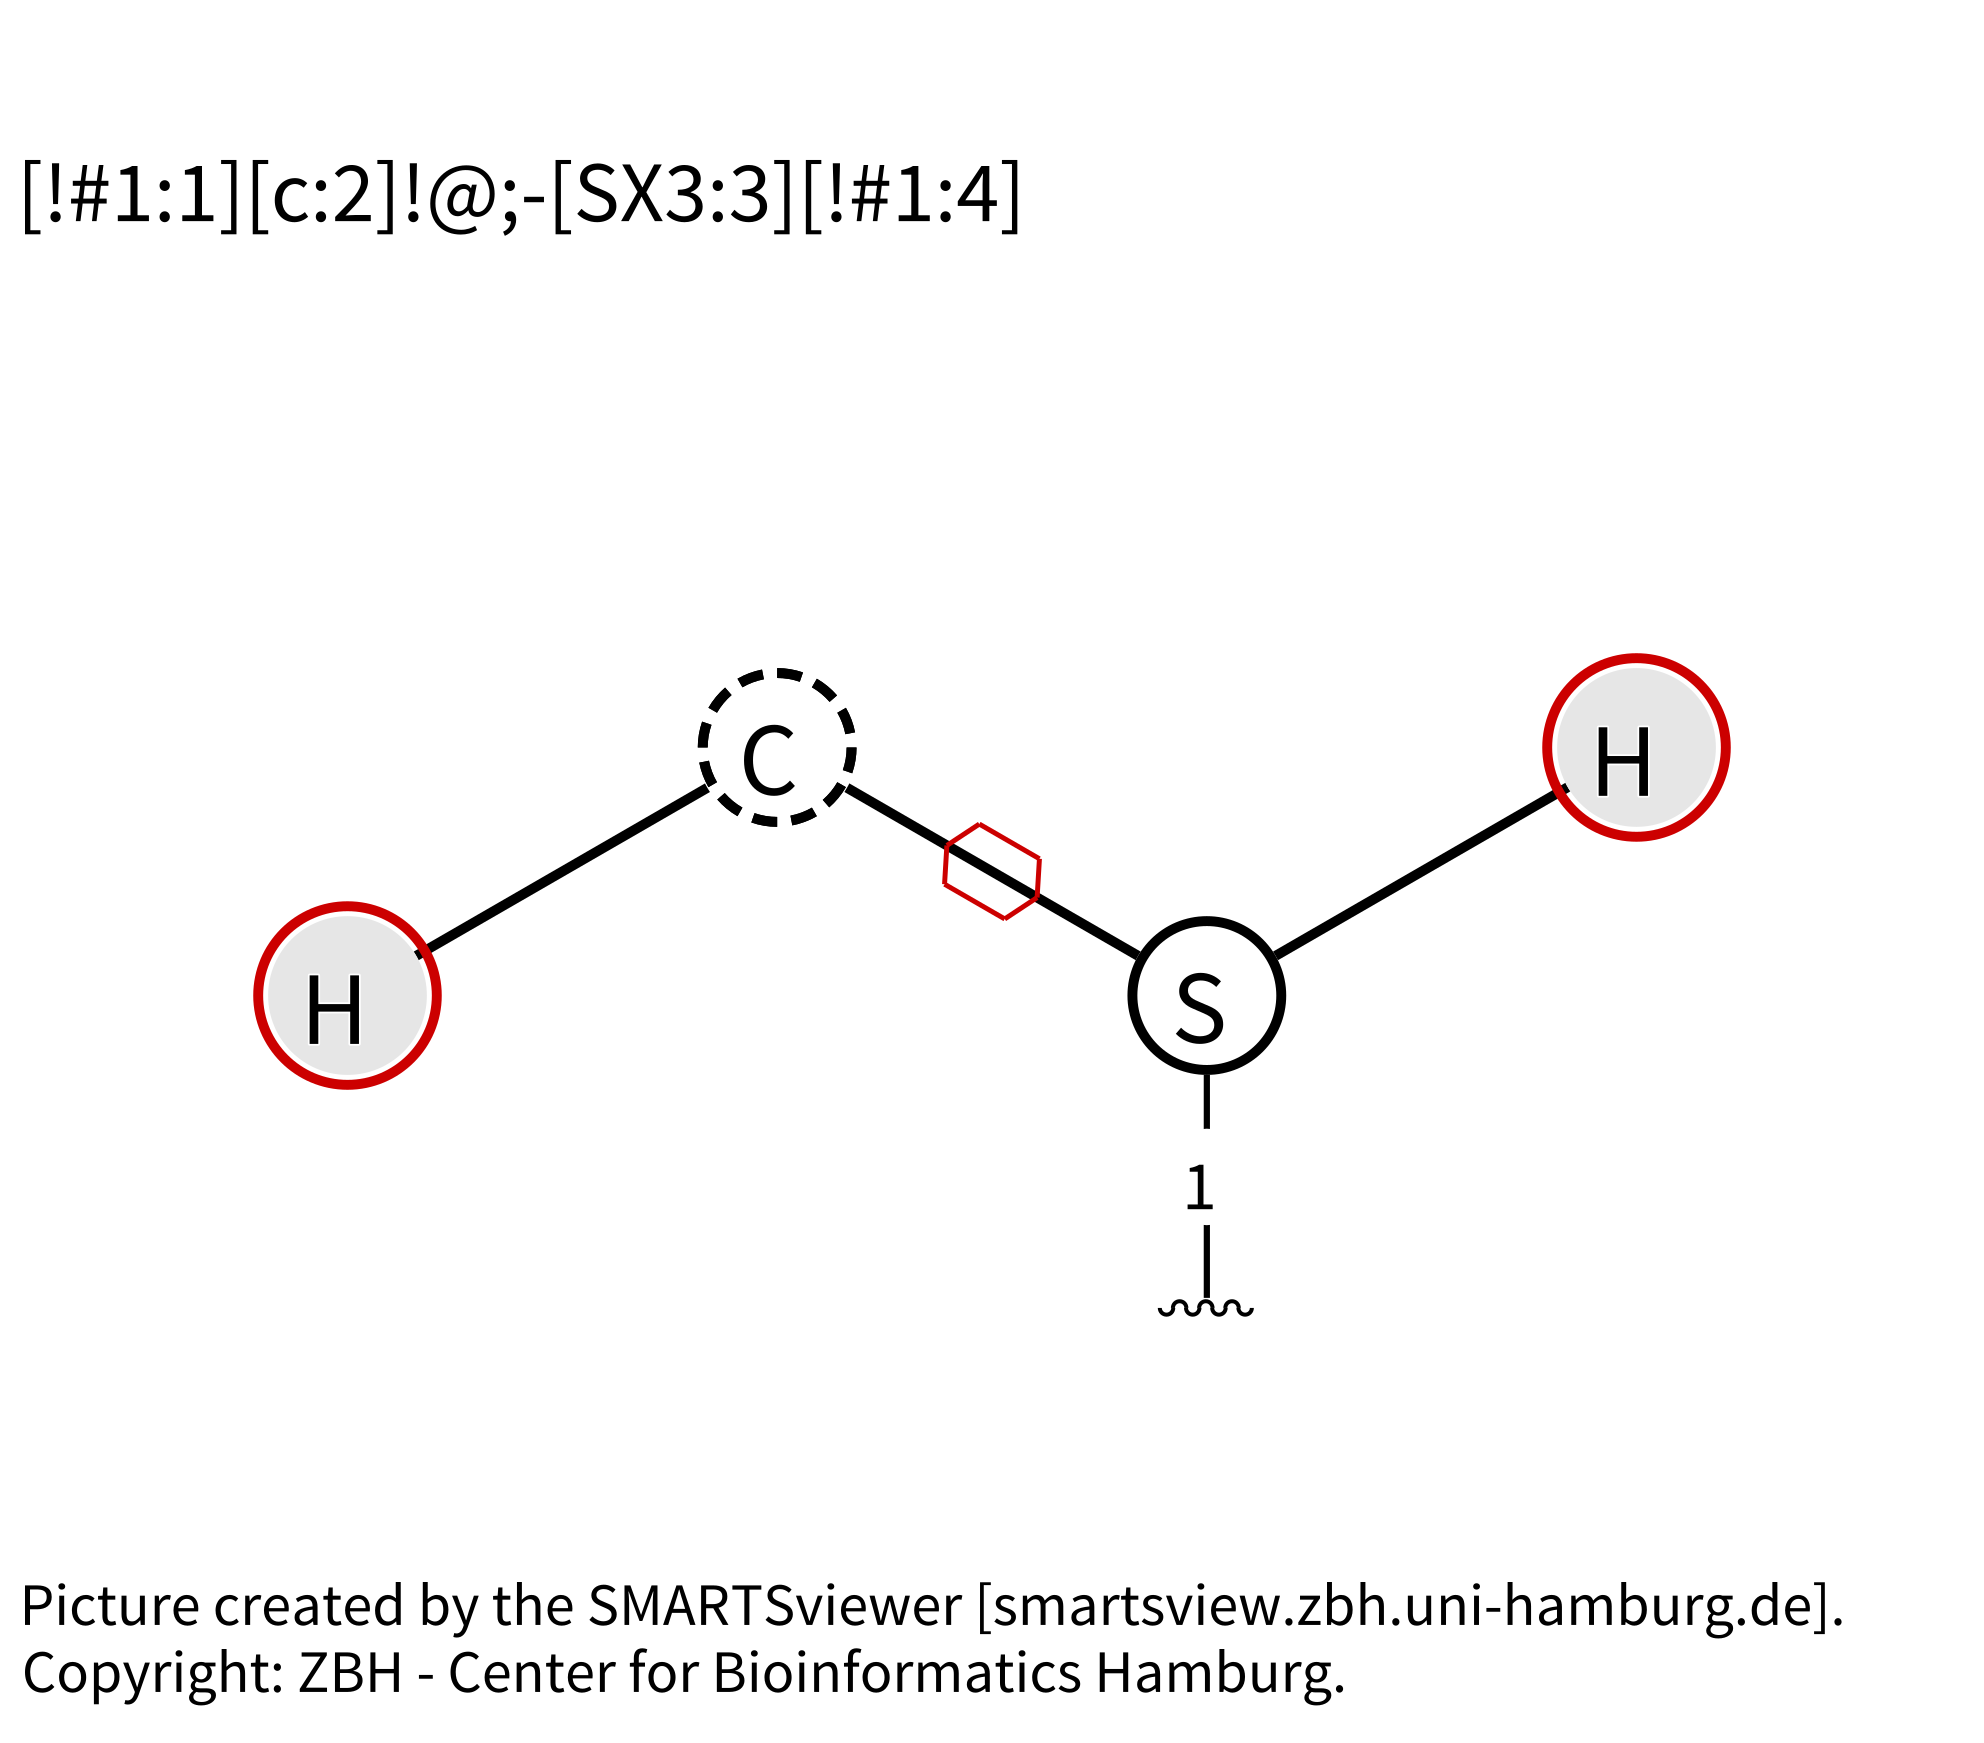 [!#1:1][c:2]!@;-[SX3:3][!#1:4]
C
H
H
S
1
Picture created by the SMARTSviewer [smartsview.zbh.uni-hamburg.de].
Copyright: ZBH - Center for Bioinformatics Hamburg.